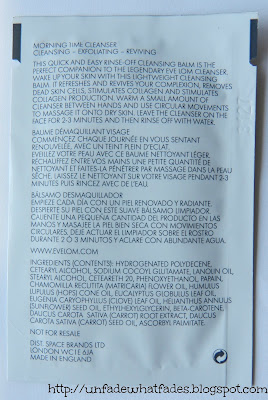 MORNING TIME CLEANSER
CLEANSING – EXFOLIATING – REVIVING
THIS QUICK AND EASY RINSE-OFF CLEANSING BALM IS THE
PERFECT COMPANION TO THE LEGENDARY EVE LOM CLEANSER,
WAKE UP YOUR SKIN WITH THIS LIGHTWEIGHT CLEANSING
BALM. IT REFRESHES AND REVIVES YOUR COMPLEXION, REMOVES
DEAD SKIN CELLS, STIMULATES COLLAGEN AND STIMULATES
COLLAGEN PRODUCTION. WARM A SMALL AMOUNT OF
CLEANSER BETWEEN HANDS AND USE CIRCULAR MOVEMENTS
TO MASSAGE IT ONTO DRY SKIN. LEAVE THE CLEANSER ON THE
FACE FOR 2-3 MINUTES AND THEN RINSE OFF WITH WATER.
BAUME DÉMAQUILLANT VISAGE
COMMENCEZ CHAQUE JOURNÉE EN VOUS SENTANT
RENOUVELÉE, AVEC UN TEINT PLEIN D'ÉCLAT.
ÉVEILLEZ VOTRE PEAU AVEC CE BAUME NETTOYANT LÉGER
RÉCHAUFFEZ ENTRE VOS MAINS UNE PETITE QUANTITÉ DE
NETTOYANT ET FAITES-LA PÉNÉTRER PAR MASSAGE DANS LA PEAU
SÈCHE. LAISSEZ LE NETTOYANT SUR VOTRE VISAGE PENDANT 2-3
MINUTES PUIS RINCEZ AVEC DE L'EAU.
BÁLSAMO DESMAQUILLADOR
EMPEZE CADA DÍA CON UN PIEL RENOVADO Y RADIANTE.
DESPIERTE SU PIEL CON ESTE SUAVE BÁLSAMO LIMPIADOR.
CALIENTE UNA PEQUEÑA CANTIDAD DEL PRODUCTO EN LAS
MANOS Y MASAJEE LA PIEL BIEN SECA CON MOVIMIENTOS
CIRCULARES, DEJE ACTUAR EL LIMPIADOR SOBRE EL ROSTRO
DURANTE 2 O 3 MINUTOS Y ACLARE CON ABUNDANTE AGUA.
WWW.EVELOM.COM
INGREDIENTS (INGREDIENTS): HYDROGENATED POLYDECENE,
CETEARYL ALCOHOL, SODIUM COCOYL GLUTAMATE, LANOLIN OIL,
STEARYL ALCOHOL, CETEARETH 20, PHENOXYETHANOL, PAPAIN,
CHAMOMILLA RECUTITA (MATRICARIA) FLOWER OIL, HUMULUS
LUPULUS (HOPS) CONE OIL, EUCALYPTUS GLOBULUS LEAF OIL,
EUGENIA CARYOPHYLLUS (CLOVE) LEAF OIL, HELIANTHUS ANNUUS
(SUNFLOWER) SEED OIL, ETHYLHEXYLGLYCERIN, BETA-CAROTENE,
DAUCUS CAROTA SATIVA (CARROT) ROOT EXTRACT, DAUCUS
CAROTA SATIVA (CARROT) SEED OIL, ASCORBYL PALMITATE.
NOT FOR RESALE
DIST. SPACE BRANDS LTD
LONDON WC1E 6JA
MADE IN ENGLAND
http://unfadewhatfades.blogspot.com